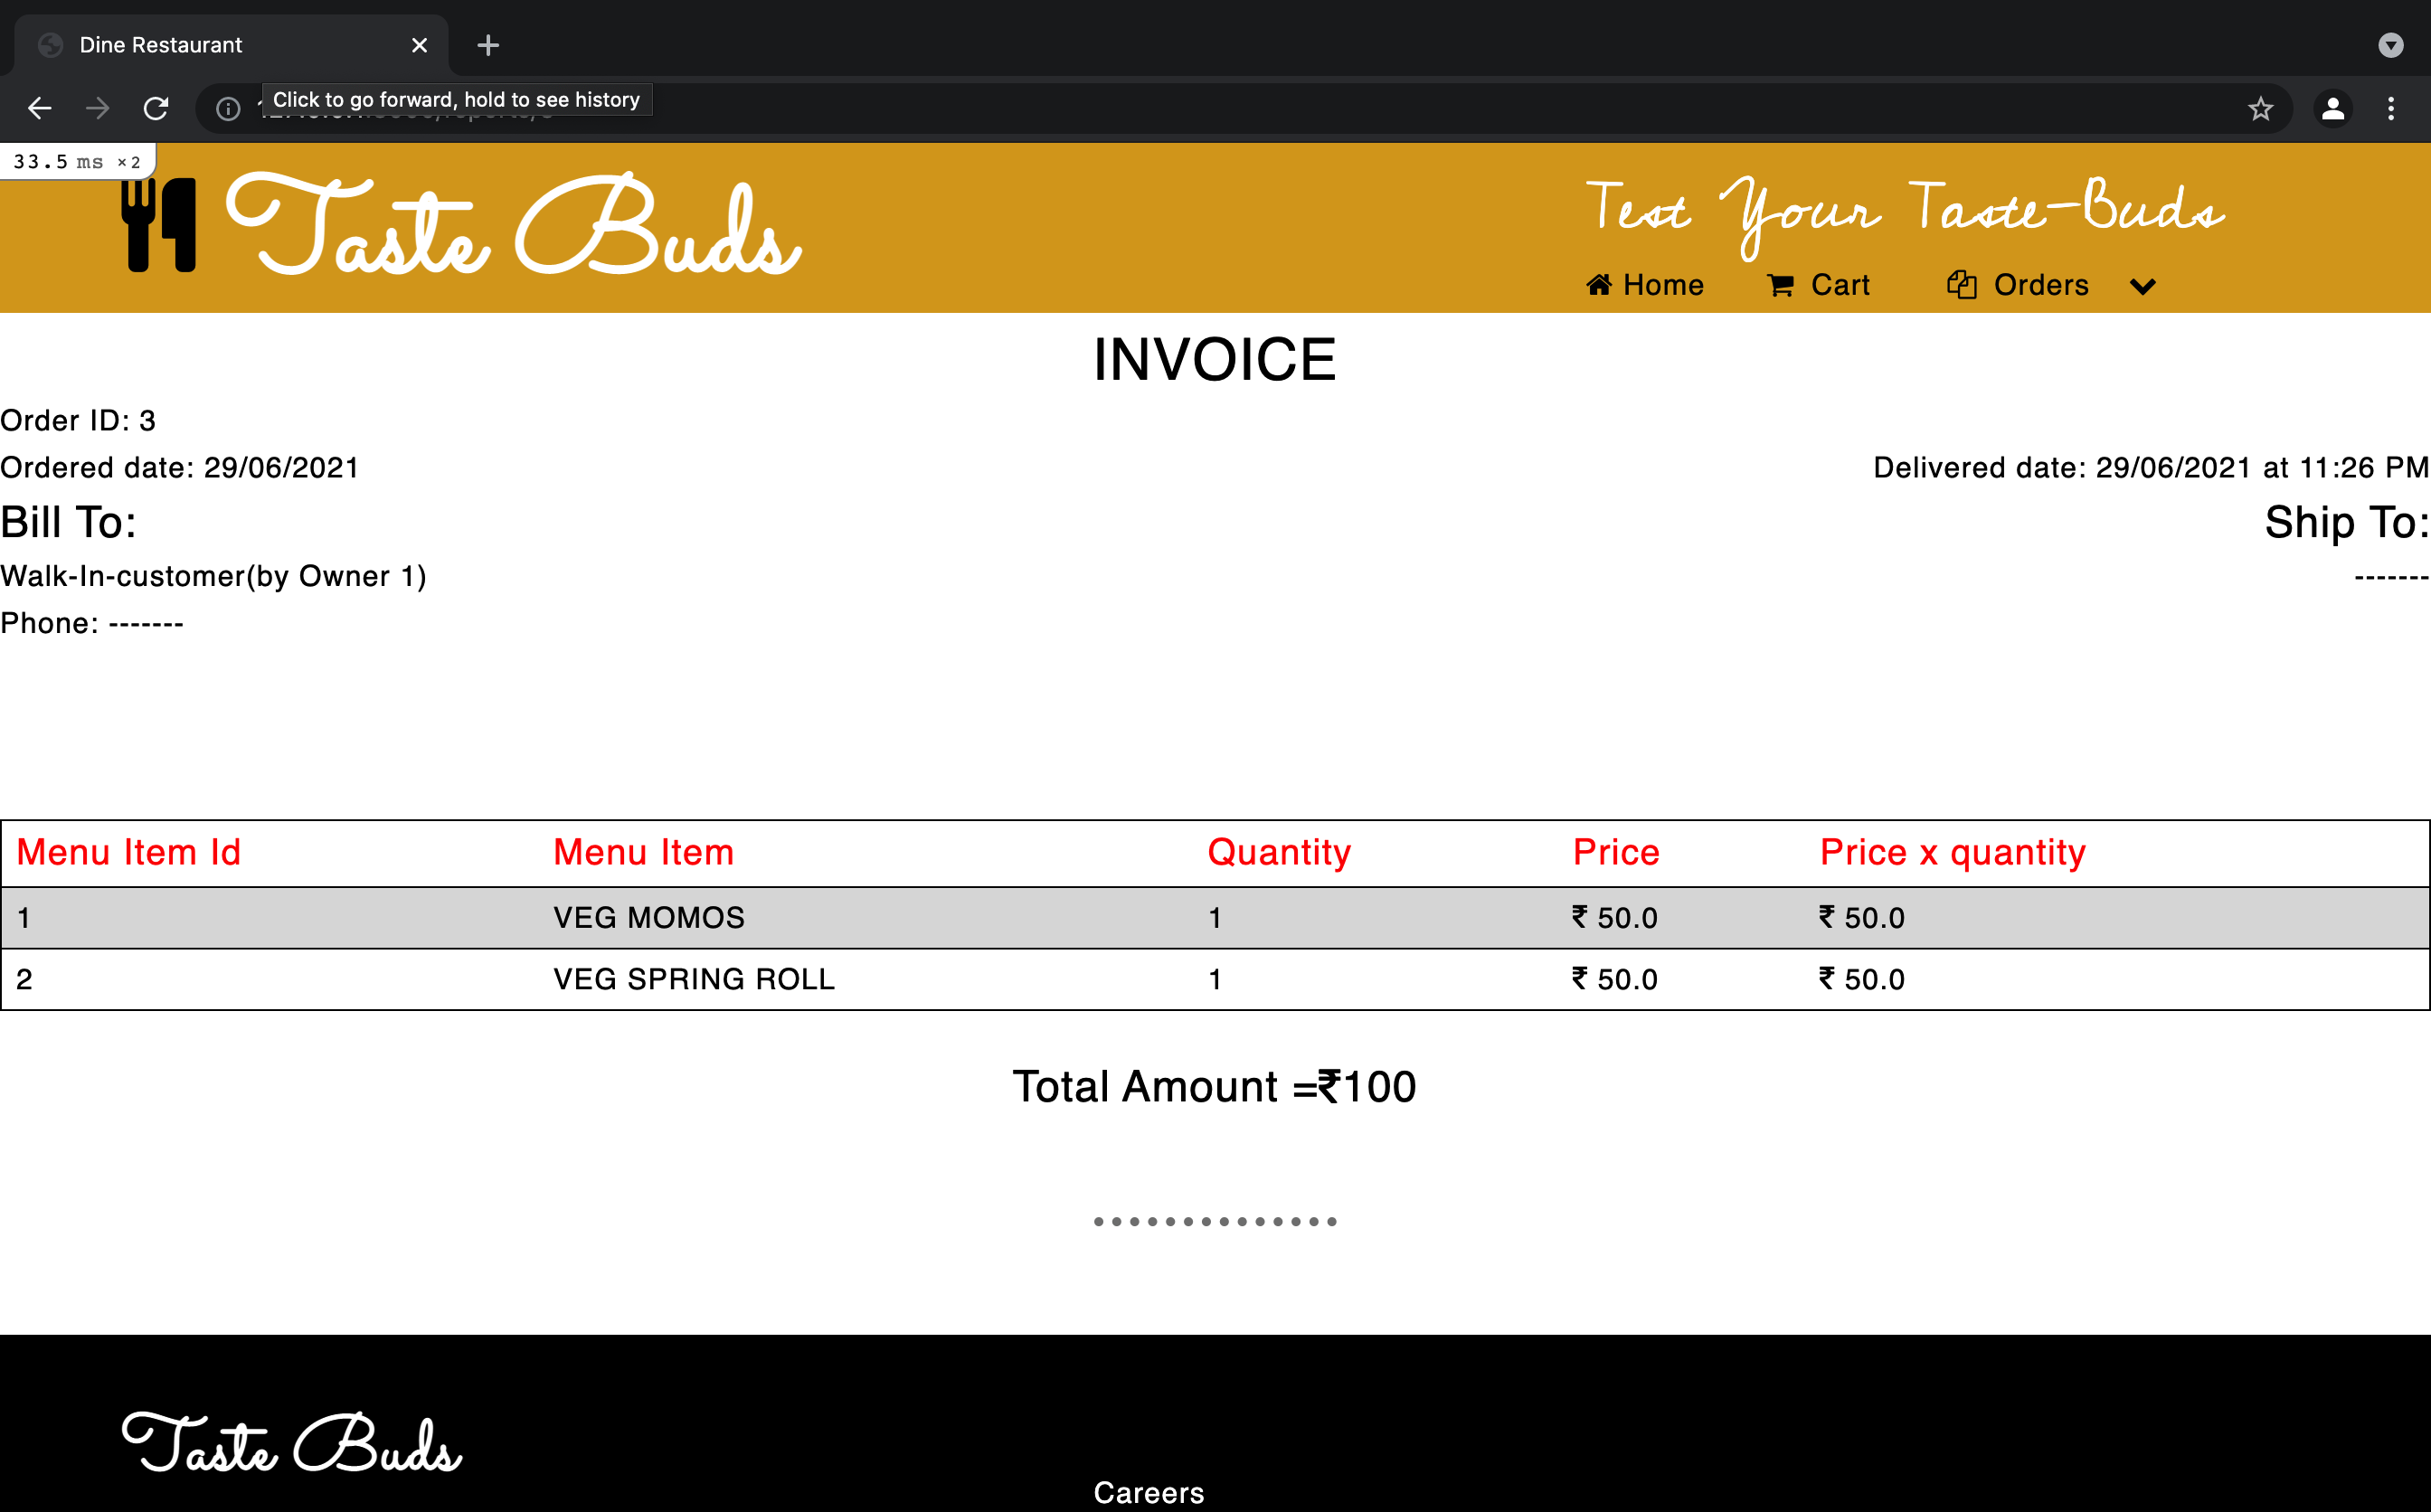 Dine Restaurant
Click to go forward, hold to see history
33.5 ms ×2
Taste Buds
Test Your Taste-Buds
Home Cart Orders
INVOICE
Order ID: 3
Ordered date: 29/06/2021 Delivered date: 29/06/2021 at 11:26 PM
Bill To: Ship To:
Walk-In-customer(by Owner 1) -------
Phone: -------
Menu Item Id Menu Item Quantity Price Price x quantity
1 VEG MOMOS 1 ₹ 50.0 ₹ 50.0
2 VEG SPRING ROLL 1 ₹ 50.0 ₹ 50.0
Total Amount =₹100
Taste Buds
Careers